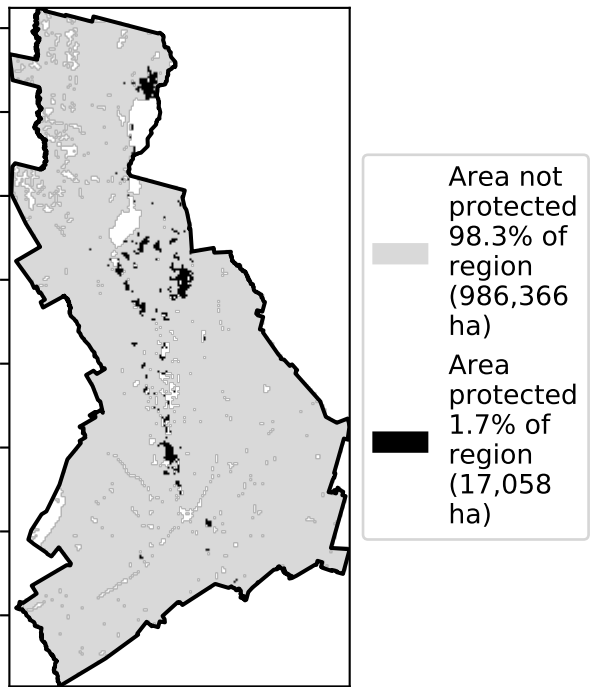 Area not
protected
98.3% of
region
(986,366
ha)
Area
protected
1.7% of
region
(17,058
ha)